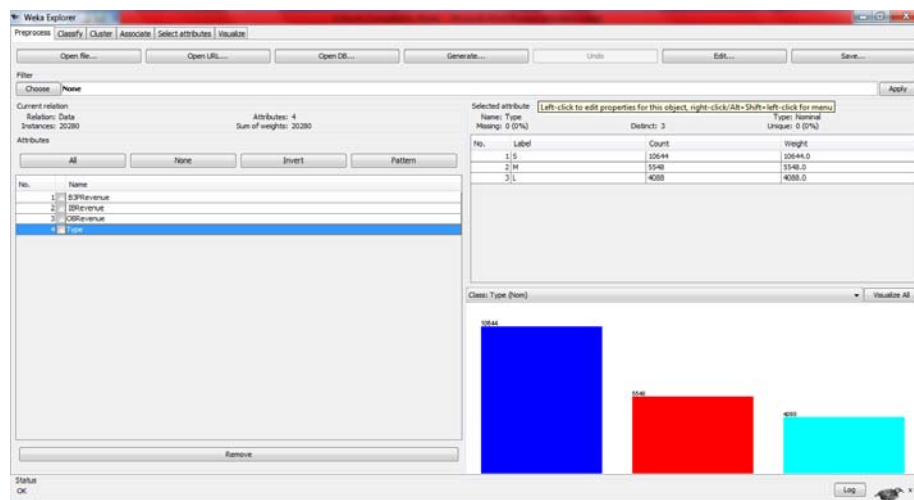 Weka Explorer
Preprocess Classify Cluster Associate Select attributes Visualize
Open file... Open URL... Open DB... Generate... Undo Edit... Save...
Filter
Choose None Apply
Current relation
Relation: Data Attributes: 4
Instances: 20280 Sum of weights: 20280
Attributes
All None Invert Pattern
No. Name
1 B3PRevenue
2 IBRevenue
3 OBRevenue
4 Type
Remove
Selected attribute
Left-click to edit properties for this object, right-click/Alt+Shift+left-click for menu
Name: Type Type: Nominal
Missing: 0 (0%) Distinct: 3 Unique: 0 (0%)
No. Label Count Weight
1 S 10644 10644.0
2 M 5548 5548.0
3 L 4088 4088.0
Class: Type (Nom) Visualize All
10644
5548
4088
Status
OK
Log x